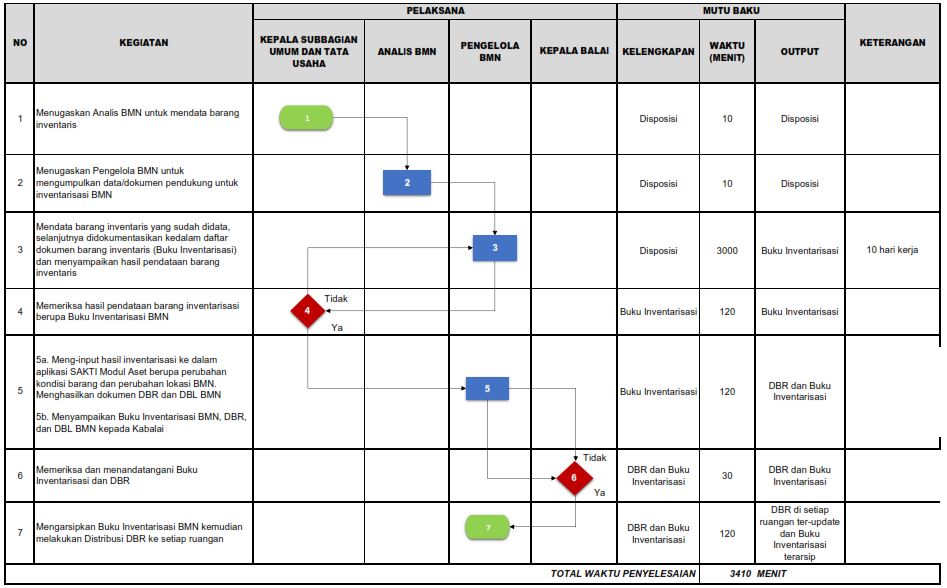 NO
KEGIATAN
PELAKSANA
MUTU BAKU
KETERANGAN
KEPALA SUBBAGIAN
UMUM DAN TATA
USAHA
ANALIS BMN
PENGELOLA
BMN
KEPALA BALAI
KELENGKAPAN
WAKTU
(MENIT)
OUTPUT
1
Menugaskan Analis BMN untuk mendata barang
inventaris
1
Disposisi
10
Disposisi
2
Menugaskan Pengelola BMN untuk
mengumpulkan data/dokumen pendukung untuk
inventarisasi BMN
2
Disposisi
10
Disposisi
3
Mendata barang inventaris yang sudah didata,
selanjutnya didokumentasikan kedalam daftar
dokumen barang inventaris (Buku Inventarisasi)
dan menyampaikan hasil pendataan barang
inventaris
3
Disposisi
3000
Buku Inventarisasi
10 hari kerja
4
Memeriksa hasil pendataan barang inventarisasi
berupa Buku Inventarisasi BMN
Tidak
4
Ya
Buku Inventarisasi
120
Buku Inventarisasi
5
5a. Meng-input hasil inventarisasi ke dalam
aplikasi SAKTI Modul Aset berupa perubahan
kondisi barang dan perubahan lokasi BMN.
Menghasilkan dokumen DBR dan DBL BMN
5b. Menyampaikan Buku Inventarisasi BMN, DBR,
dan DBL BMN kepada Kabalai
5
Buku Inventarisasi
120
DBR dan Buku
Inventarisasi
6
Memeriksa dan menandatangani Buku
Inventarisasi dan DBR
Tidak
6
Ya
DBR dan Buku
Inventarisasi
30
DBR dan Buku
Inventarisasi
7
Mengarsipkan Buku Inventarisasi BMN kemudian
melakukan Distribusi DBR ke setiap ruangan
7
DBR dan Buku
Inventarisasi
120
DBR di setiap
ruangan ter-update
dan Buku
Inventarisasi
terarsip
TOTAL WAKTU PENYELESAIAN
3410 MENIT